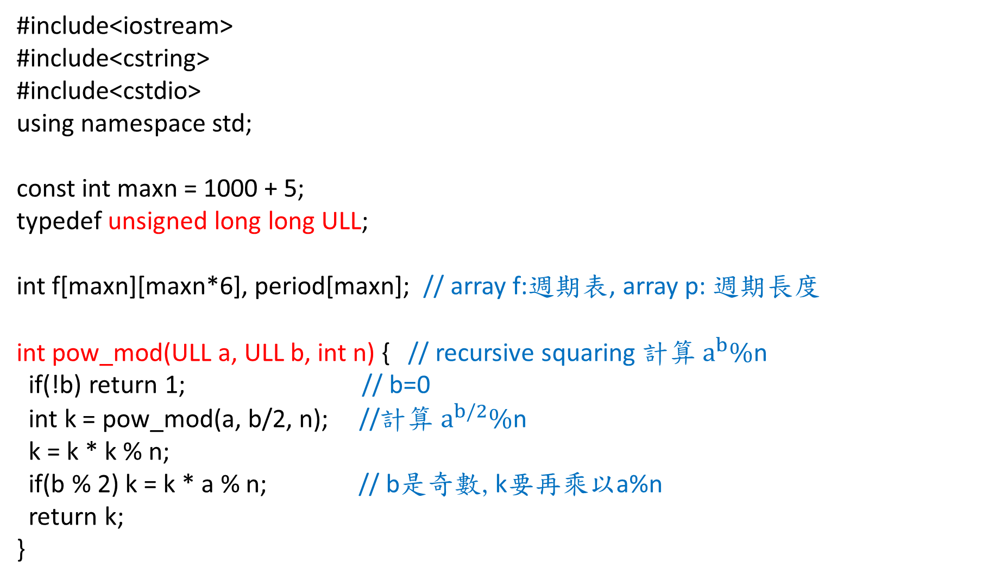 #include<iostream>
#include<cstring>
#include<cstdio>
using namespace std;
const int maxn = 1000 + 5;
typedef unsigned long long ULL;
int f[maxn][maxn*6], period[maxn];  // array f:週期表, array p: 週期長度
int pow_mod(ULL a, ULL b, int n) {   // recursive squaring 計算 a^b%n
  if(!b) return 1;                              // b=0
  int k = pow_mod(a, b/2, n);     //計算 a^b/2%n
  k = k * k % n;
  if(b % 2) k = k * a % n;               // b是奇數, k要再乘以a%n
  return k;
}